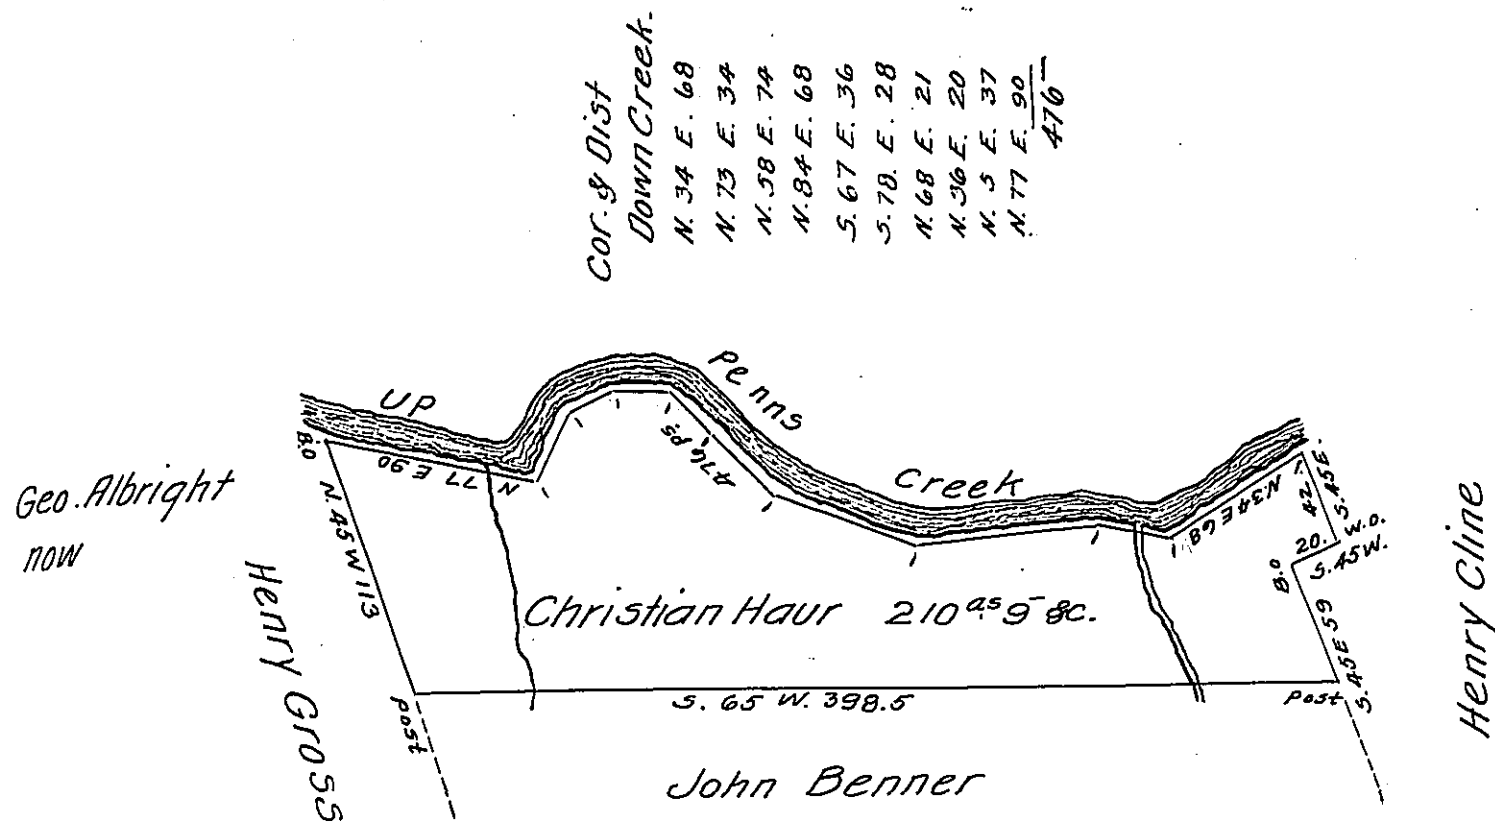 Cor. & Dist
Down Creek.
N. 34 E. 68
N. 73 E. 34
N. 58 E. 74
N. 84 E. 68
S. 67 E. 36
S. 78. E. 28
N. 68 E. 21
N. 36 E. 20
N. 5 E. 37
N. 77 E. 90
476
UP
Penns
Creek
B.O
N 77 E 90
476 ps.
N. 34 E 68
S. 45 E.
42
W.O.
20.
S. 45 W.
B.O
S. 45 E 59
Post
Geo. Albright
now
N 45 W 113
Henry Gross
Post
Christian Haur 210 as 9 &c.
S. 65 W. 398.5
John Benner
Henry Cline